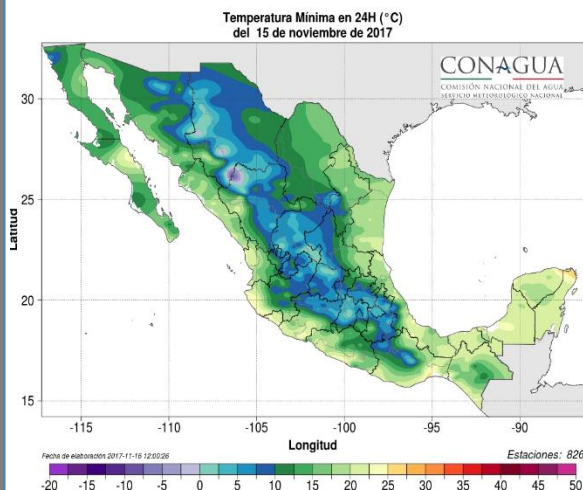 Temperatura Mínima en 24H (°C)
del 15 de noviembre de 2017
CONAGUA
COMISIÓN NACIONAL DEL AGUA
SERVICIO METEOROLÓGICO NACIONAL
Latitud
30
25
20
15
-115
-110
-105
-100
-95
-90
Longitud
Fecha de elaboración 2017-11-16 12:00:26
Estaciones: 826
-20 -15 -10 -5 0 5 10 15 20 25 30 35 40 45 50